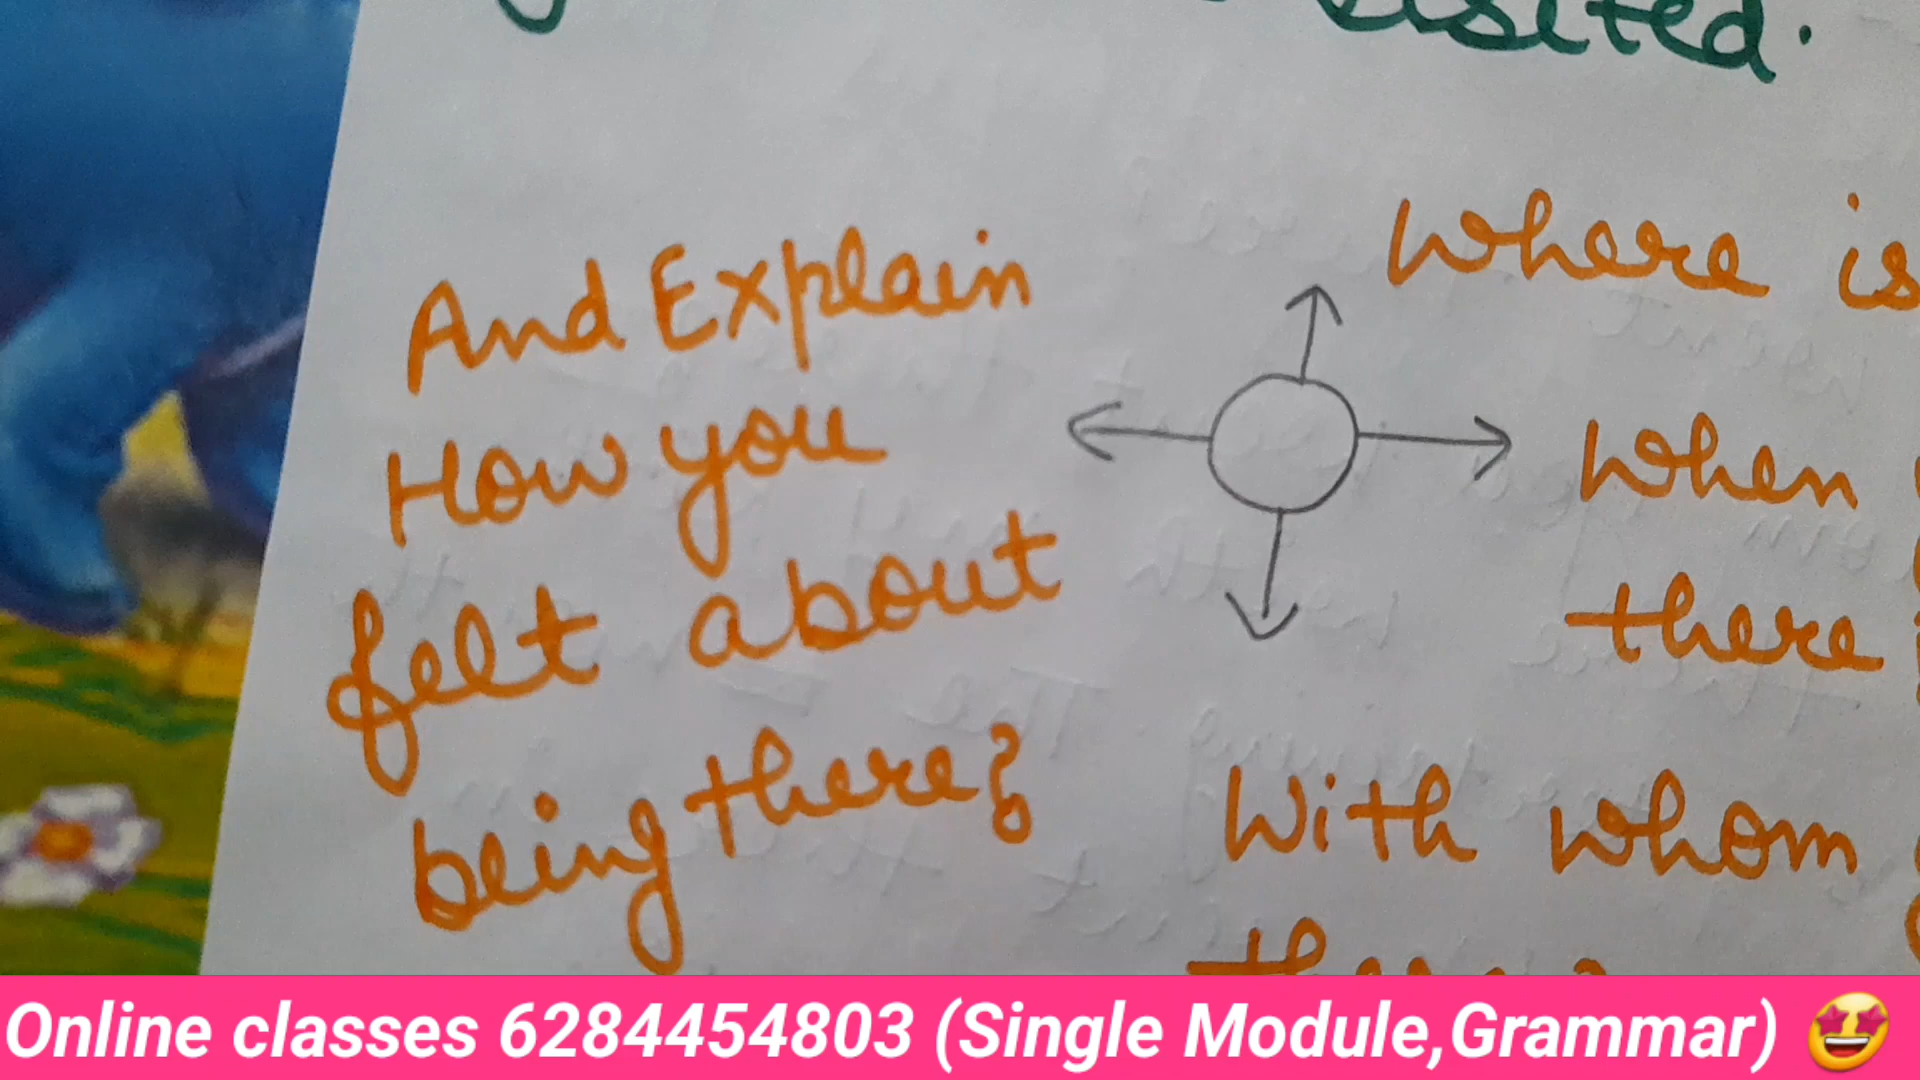 visited.
where is
And Explain
How you
when
felt about
there
being there?
With whom
Online classes 6284454803 (Single Module,Grammar) 🤩